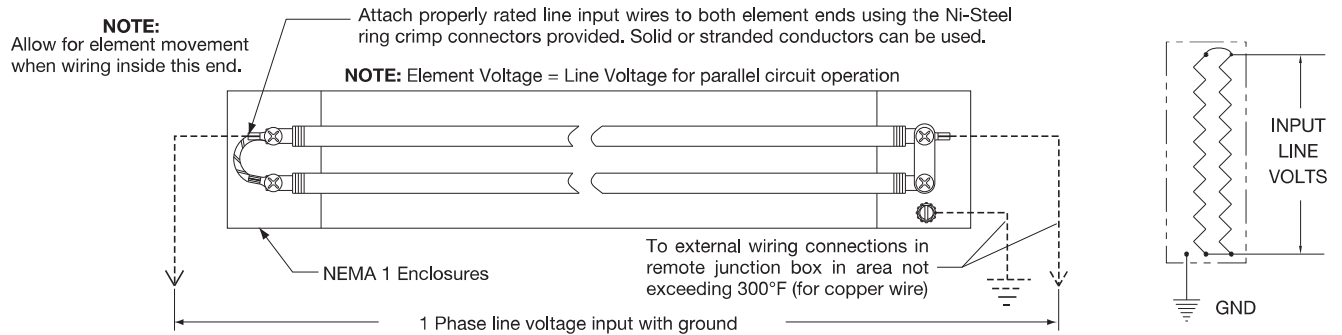 NOTE:
Allow for element movement
when wiring inside this end.
Attach properly rated line input wires to both element ends using the Ni-Steel
ring crimp connectors provided. Solid or stranded conductors can be used.
NOTE: Element Voltage = Line Voltage for parallel circuit operation
NEMA 1 Enclosures
To external wiring connections in
remote junction box in area not
exceeding 300°F (for copper wire)
1 Phase line voltage input with ground
INPUT
LINE
VOLTS
GND